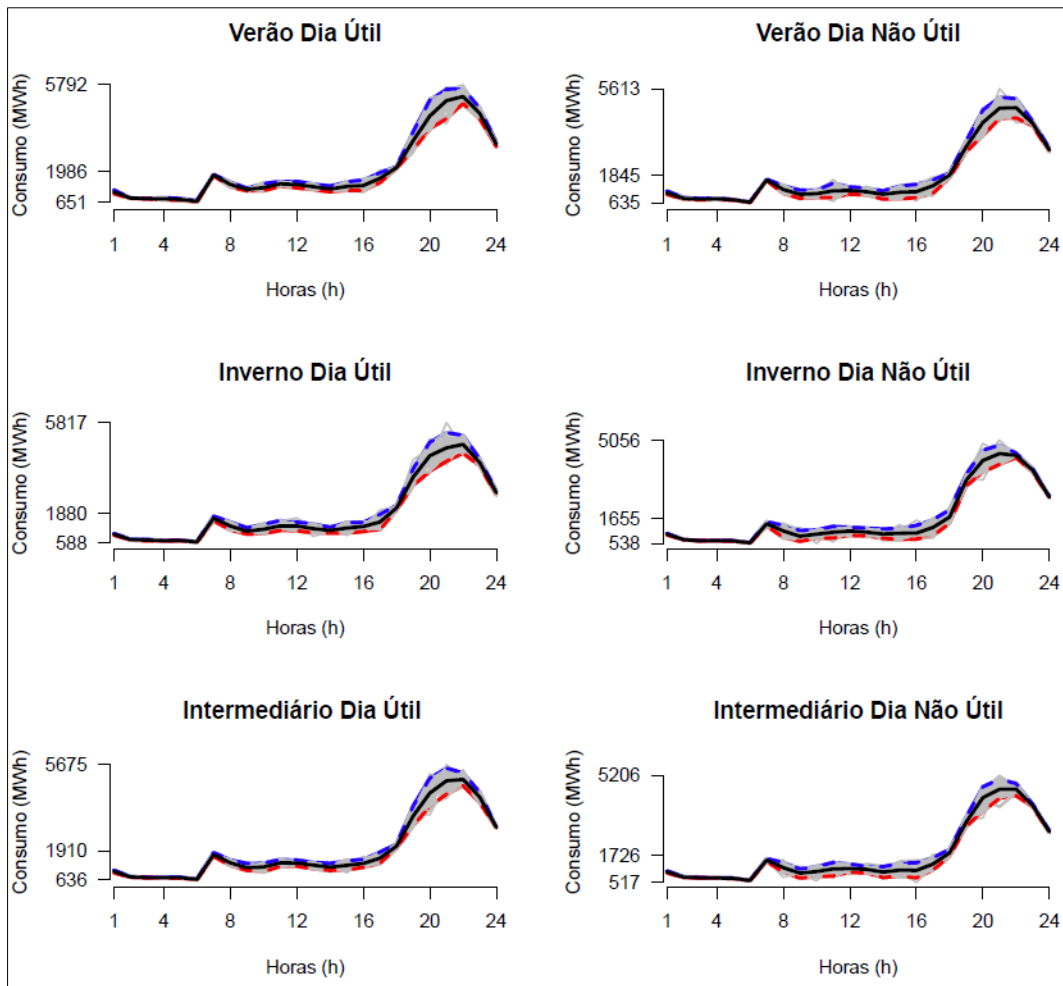 Verão Dia Útil
Consumo (MWh)
5792
1986
651
1 4 8 12 16 20 24
Horas (h)
Verão Dia Não Útil
Consumo (MWh)
5613
1845
635
1 4 8 12 16 20 24
Horas (h)
Inverno Dia Útil
Consumo (MWh)
5817
1880
588
1 4 8 12 16 20 24
Horas (h)
Inverno Dia Não Útil
Consumo (MWh)
5056
1655
538
1 4 8 12 16 20 24
Horas (h)
Intermediário Dia Útil
Consumo (MWh)
5675
1910
636
1 4 8 12 16 20 24
Horas (h)
Intermediário Dia Não Útil
Consumo (MWh)
5206
1726
517
1 4 8 12 16 20 24
Horas (h)